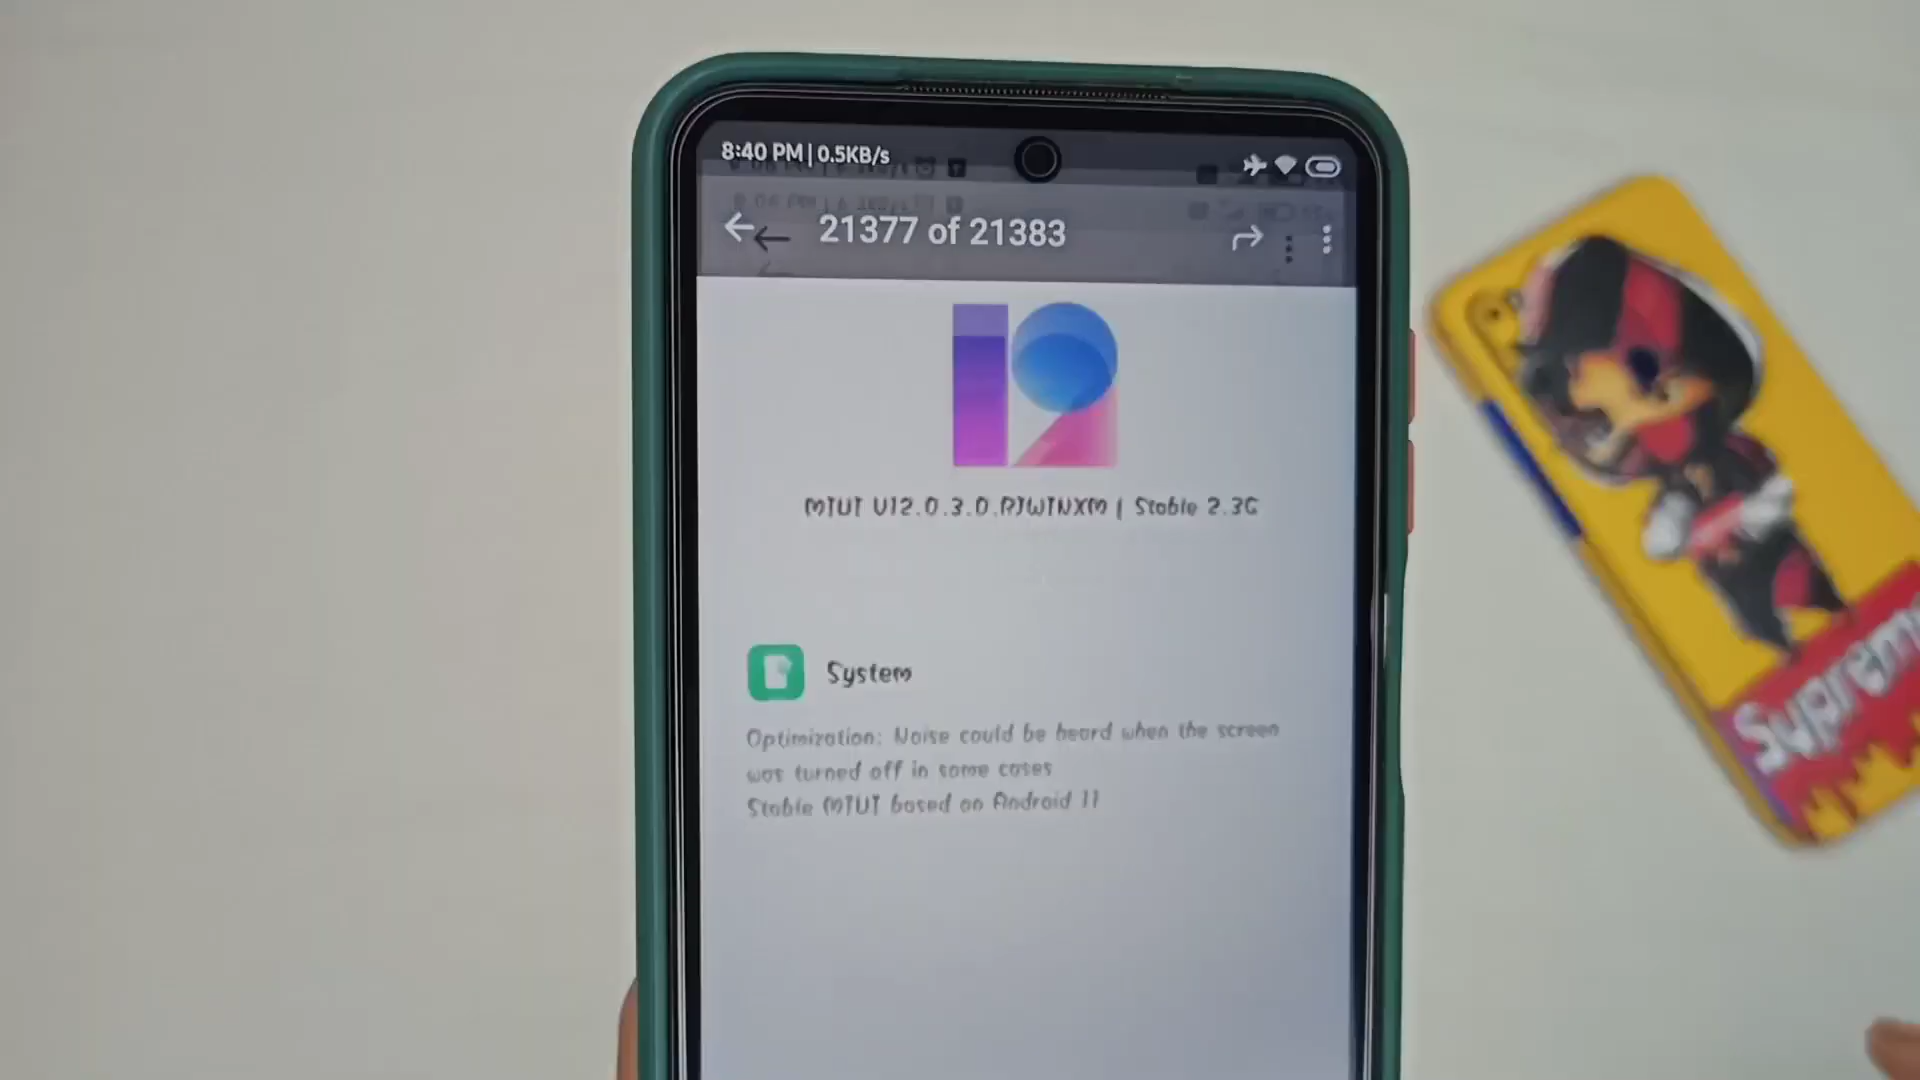 8:40 PM | 0.5KB/s
21377 of 21383
MIUI V12.0.3.0.RJWINXM | Stable 2.3G
System
Optimization: Noise could be heard when the screen
was turned off in some cases
Stable MIUI based on Android 11
Supreme